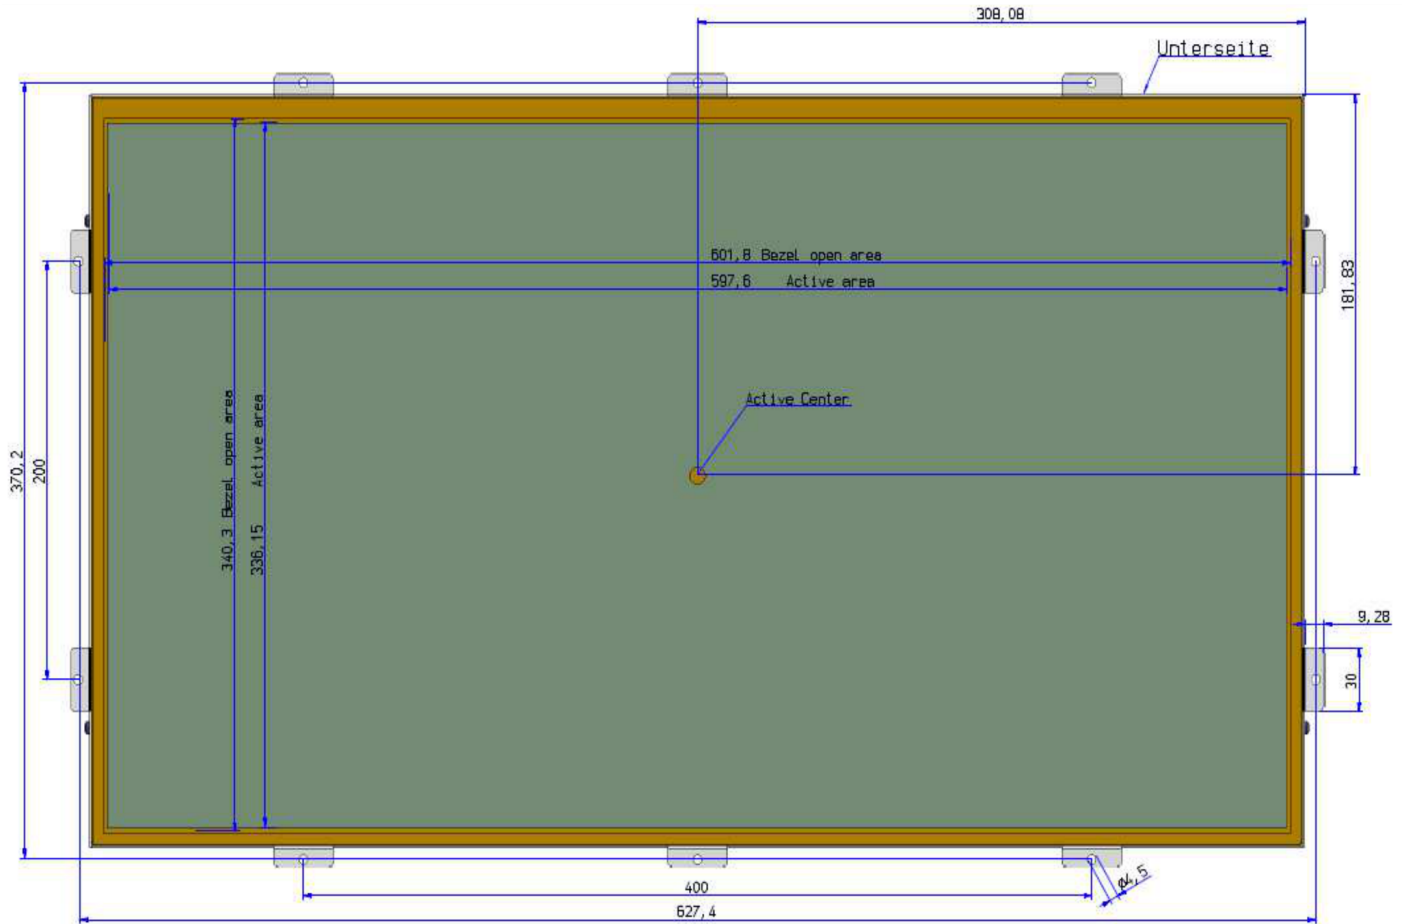 308,08
Unterseite
601,8 Bezel open area
597,6 Active area
181,83
Active Center
340,3 Bezel open area
336,15 Active area
370,2
200
9,28
30
ø4,5
400
627,4